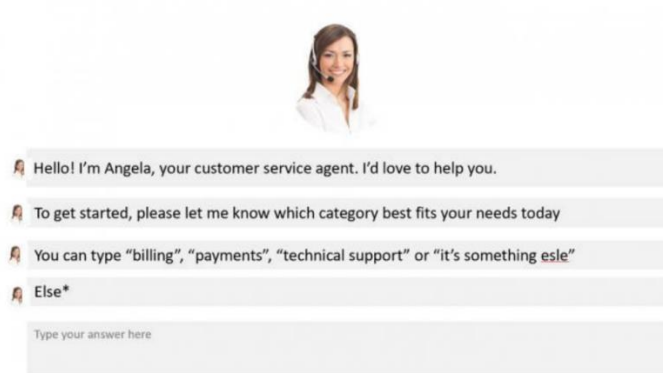 Hello! I’m Angela, your customer service agent. I’d love to help you.
To get started, please let me know which category best fits your needs today
You can type “billing”, “payments”, “technical support” or “it’s something esle”
Else*
Type your answer here